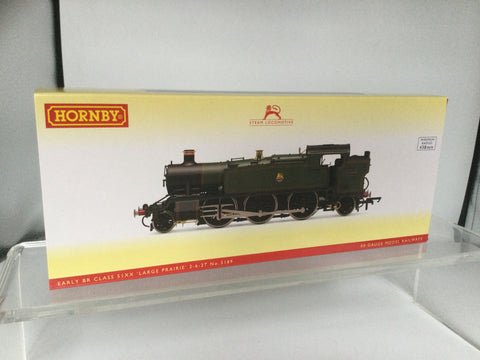 HORNBY
STEAM LOCOMOTIVE
EARLY BR CLASS 51XX 'LARGE PRAIRIE' 2-6-2T No. 5189
00 GAUGE MODEL RAILWAYS